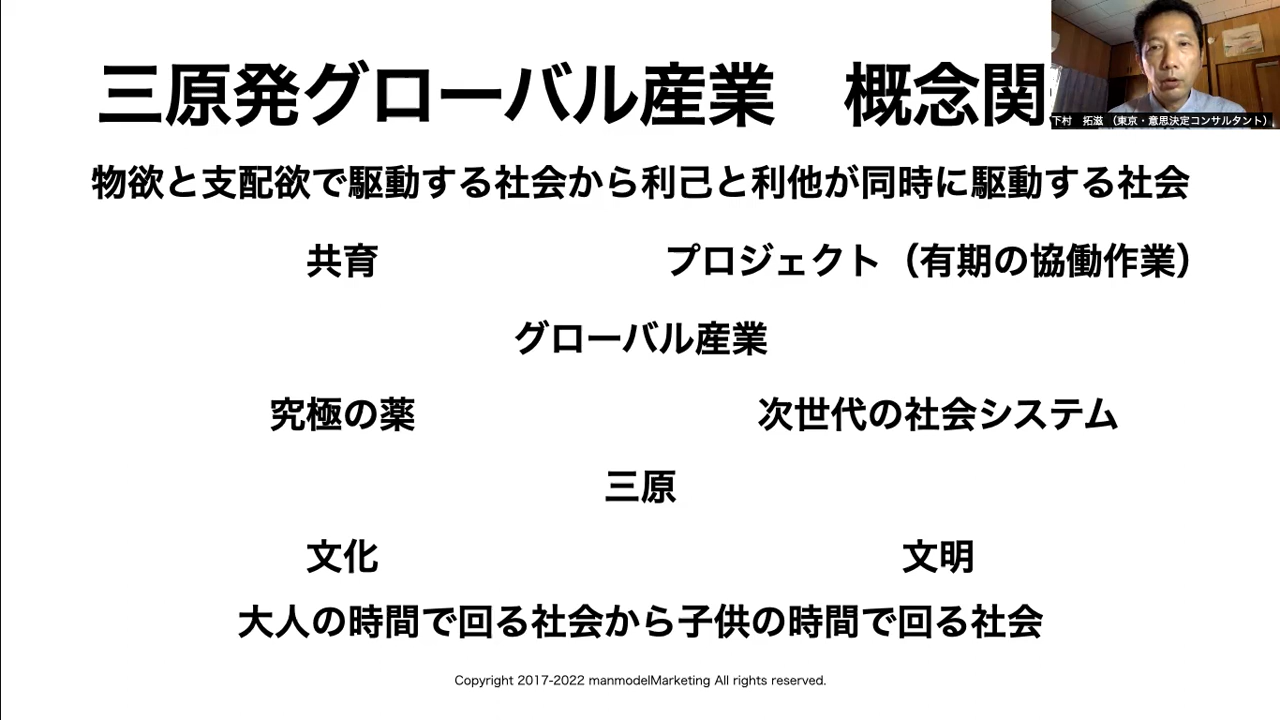 三原発グローバル産業　概念関
下村　拓滋 （東京・意思決定コンサルタント）
物欲と支配欲で駆動する社会から利己と利他が同時に駆動する社会
共育　プロジェクト（有期の協働作業）
グローバル産業
究極の薬　次世代の社会システム
三原
文化　文明
大人の時間で回る社会から子供の時間で回る社会
Copyright 2017-2022 manmodelMarketing All rights reserved.